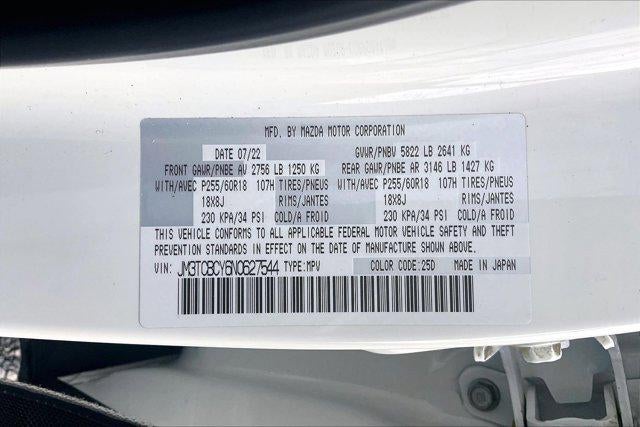 MFD. BY MAZDA MOTOR CORPORATION
DATE 07/22 GVWR/PNBV 5822 LB 2641 KG
FRONT GAWR/PNBE AV 2756 LB 1250 KG REAR GAWR/PNBE AR 3146 LB 1427 KG
WITH/AVEC P255/60R18 107H TIRES/PNEUS WITH/AVEC P255/60R18 107H TIRES/PNEUS
18X8J RIMS/JANTES 18X8J RIMS/JANTES
230 KPA/34 PSI COLD/A FROID 230 KPA/34 PSI COLD/A FROID
THIS VEHICLE CONFORMS TO ALL APPLICABLE FEDERAL MOTOR VEHICLE SAFETY AND THEFT
PREVENTION STANDARDS IN EFFECT ON THE DATE OF MANUFACTURE SHOWN ABOVE.
VIN: JM3TCBCY6N0627544 TYPE:MPV COLOR CODE:25D MADE IN JAPAN